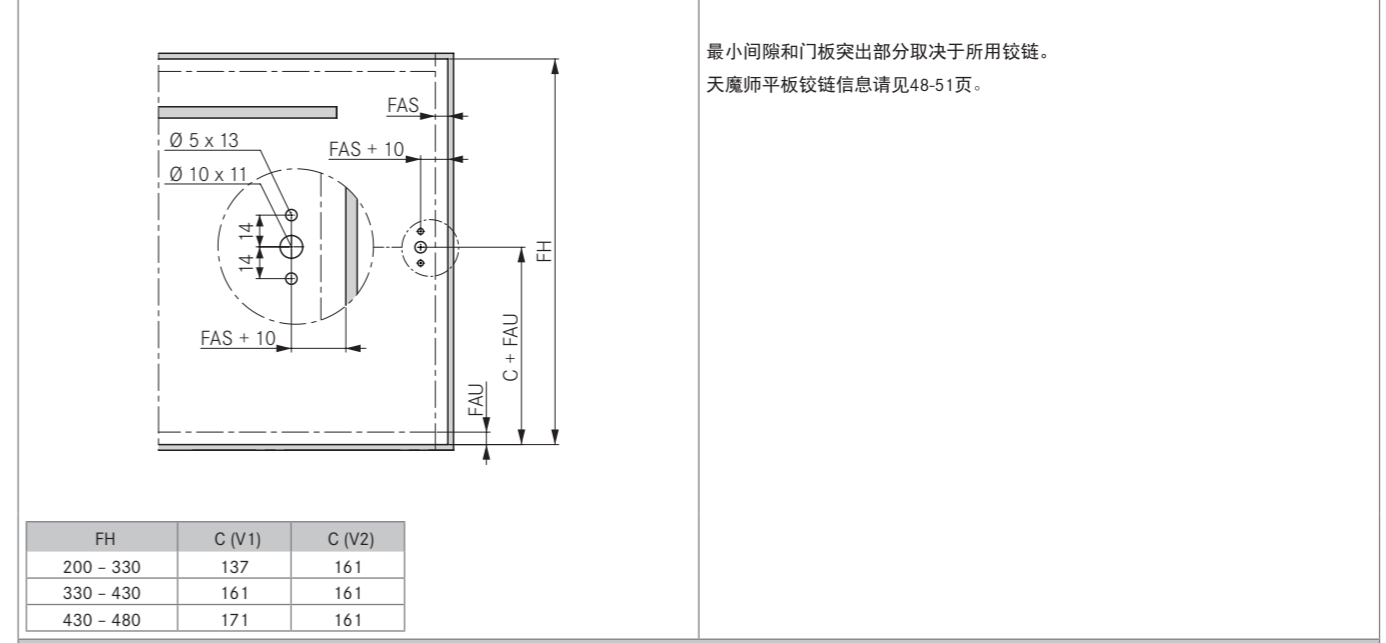 最小间隙和门板突出部分取决于所用铰链。
天魔师平板铰链信息请见48-51页。
FAS
Ø 5 x 13
FAS + 10
Ø 10 x 11
14
14
FH
FAS + 10
C + FAU
FAU
FH C (V1) C (V2)
200 – 330 137 161
330 – 430 161 161
430 – 480 171 161